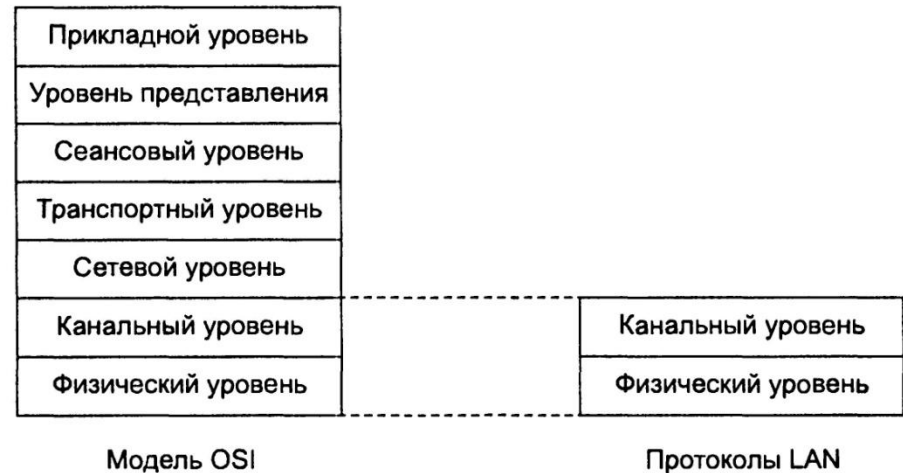 Прикладной уровень
Уровень представления
Сеансовый уровень
Транспортный уровень
Сетевой уровень
Канальный уровень
Физический уровень
Модель OSI
Канальный уровень
Физический уровень
Протоколы LAN